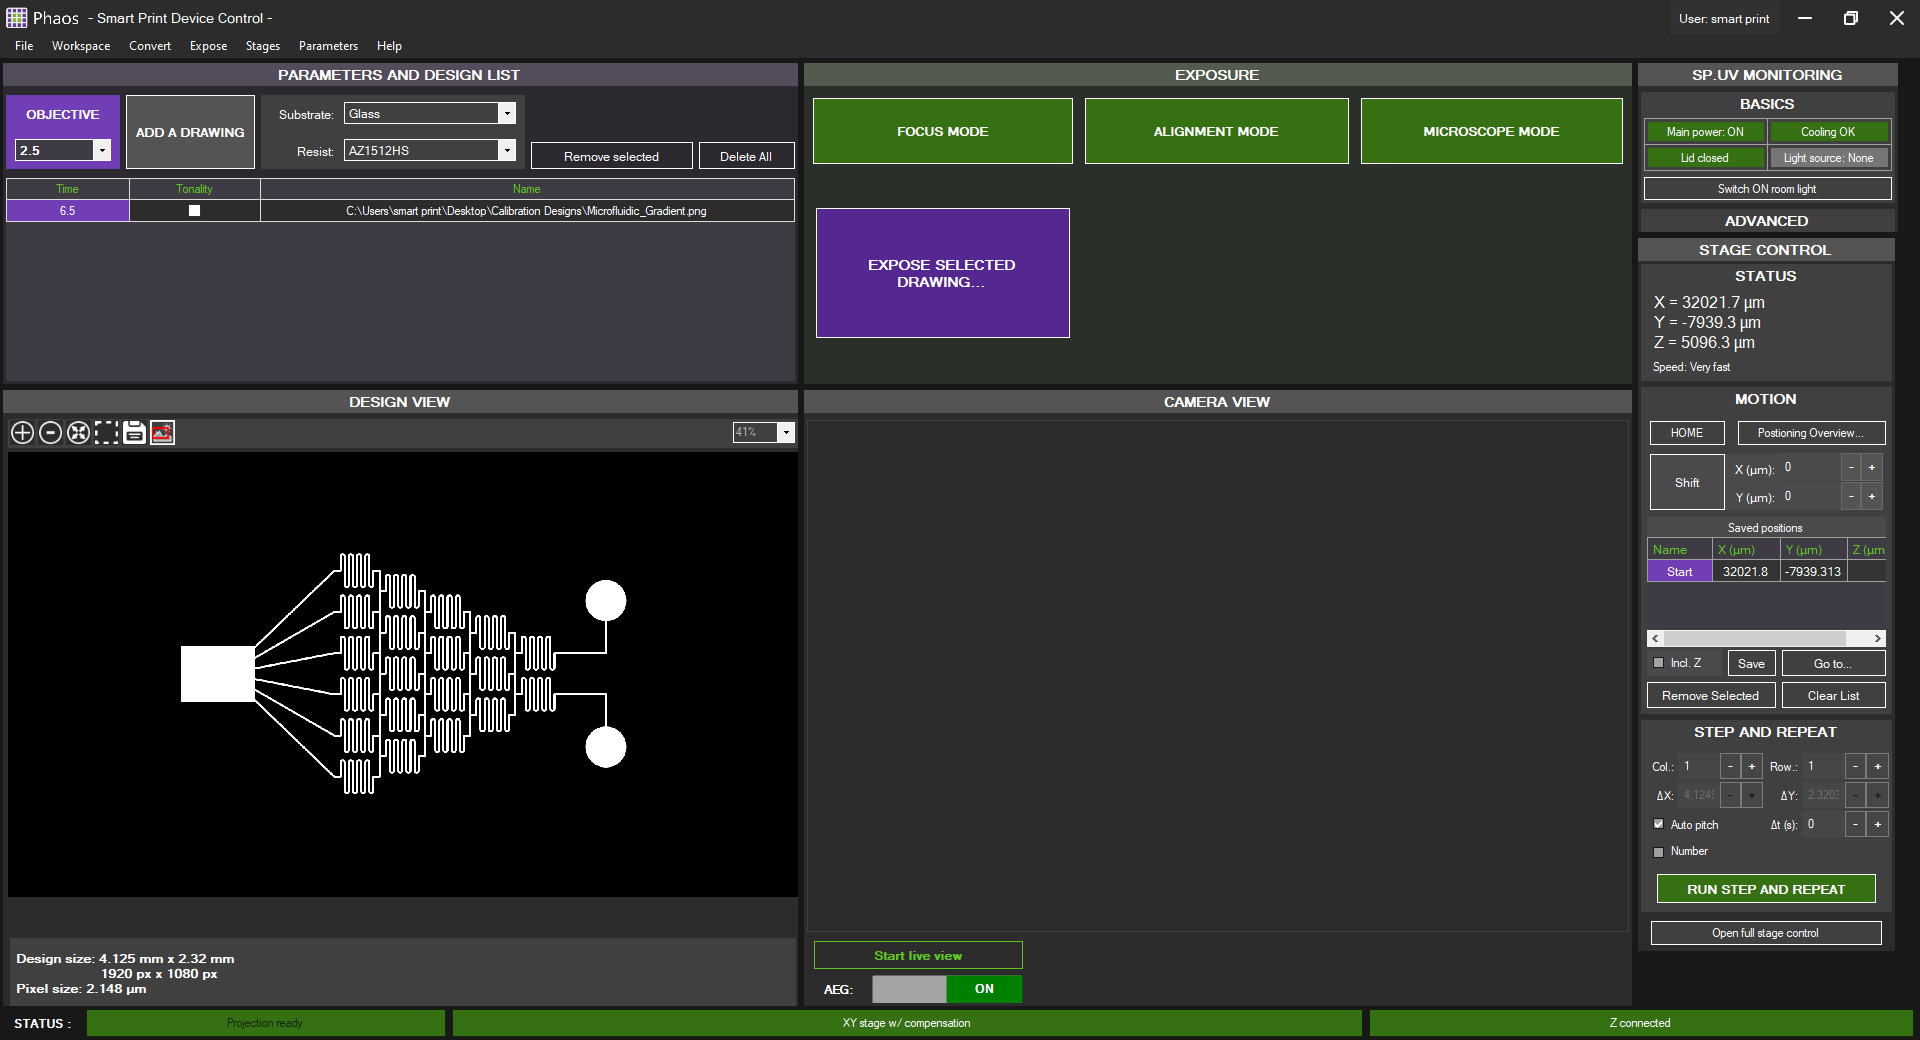 Phaos - Smart Print Device Control -
User: smart print
File Workspace Convert Expose Stages Parameters Help
PARAMETERS AND DESIGN LIST
OBJECTIVE
2.5
ADD A DRAWING
Substrate: Glass
Resist: AZ1512HS
Remove selected
Delete All
Time Tonality Name
6.5 C:\Users\smart print\Desktop\Calibration Designs\Microfluidic_Gradient.png
EXPOSURE
FOCUS MODE
ALIGNMENT MODE
MICROSCOPE MODE
EXPOSE SELECTED
DRAWING...
DESIGN VIEW
41%
Design size: 4.125 mm x 2.32 mm
1920 px x 1080 px
Pixel size: 2.148 µm
CAMERA VIEW
Start live view
AEG: ON
SP.UV MONITORING
BASICS
Main power: ON
Cooling OK
Lid closed
Light source: None
Switch ON room light
ADVANCED
STAGE CONTROL
STATUS
X = 32021.7 µm
Y = -7939.3 µm
Z = 5096.3 µm
Speed: Very fast
MOTION
HOME
Postioning Overview...
Shift
X (µm): 0 - +
Y (µm): 0 - +
Saved positions
Name X (µm) Y (µm) Z (µm
Start 32021.8 -7939.313
Incl. Z
Save
Go to...
Remove Selected
Clear List
STEP AND REPEAT
Col.: 1 - + Row.: 1 - +
ΔX: 4.1249 - + ΔY: 2.3203 - +
Auto pitch Δt (s): 0 - +
Number
RUN STEP AND REPEAT
Open full stage control
STATUS : Projection ready
XY stage w/ compensation
Z connected